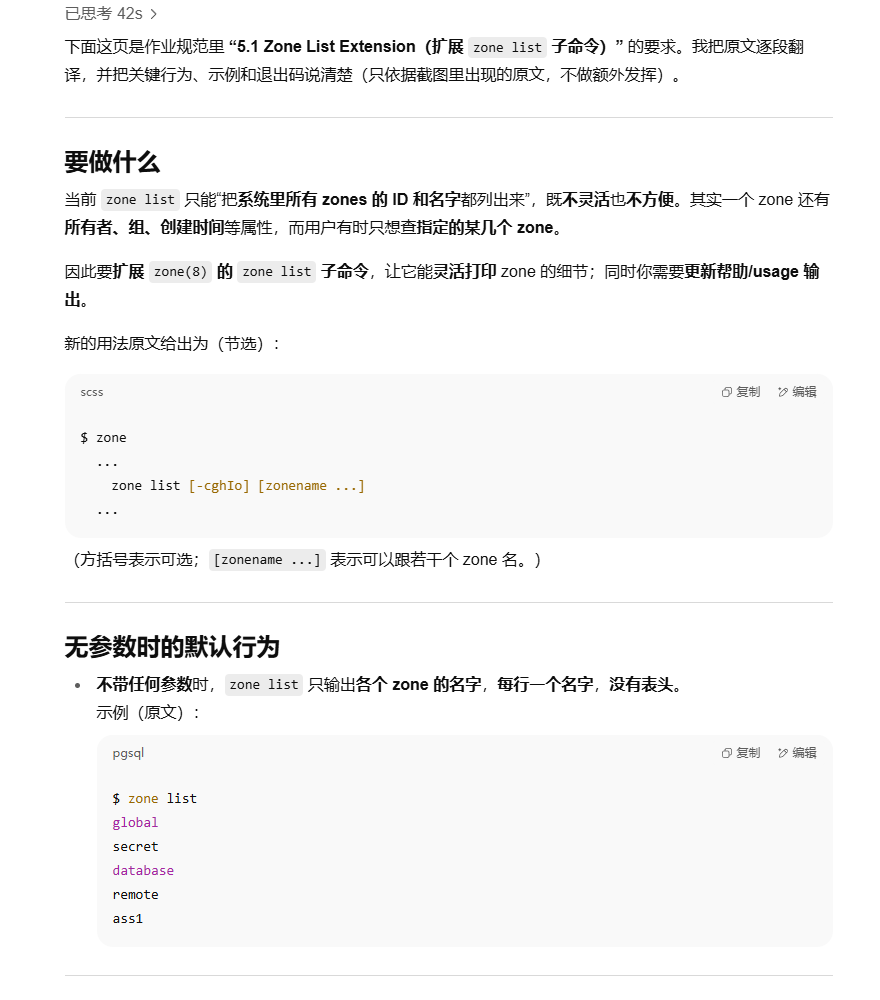 已思考 42s >
下面这页是作业规范里 “5.1 Zone List Extension（扩展 zone list 子命令）” 的要求。我把原文逐段翻
译，并把关键行为、示例和退出码说清楚（只依据截图里出现的原文，不做额外发挥）。
要做什么
当前 zone list 只能“把系统里所有 zones 的 ID 和名字都列出来”，既不灵活也不方便。其实一个 zone 还有
所有者、组、创建时间等属性，而用户有时只想查指定的某几个 zone。
因此要扩展 zone(8) 的 zone list 子命令，让它能灵活打印 zone 的细节；同时你需要更新帮助/usage 输
出。
新的用法原文给出为（节选）：
scss 复制 编辑
$ zone
...
zone list [-cghIo] [zonename ...]
...
（方括号表示可选； [zonename ...] 表示可以跟若干个 zone 名。）
无参数时的默认行为
• 不带任何参数时， zone list 只输出各个 zone 的名字，每行一个名字，没有表头。
示例（原文）：
pgsql 复制 编辑
$ zone list
global
secret
database
remote
ass1